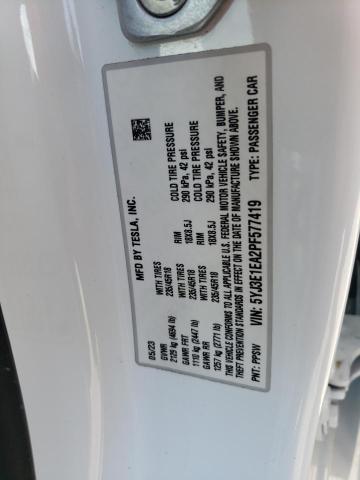 MFD BY TESLA, INC.
05/23
GVWR
2129 kg (4694 lb)
WITH TIRES
235/45R18
RIM
18X8.5J
COLD TIRE PRESSURE
290 kPa, 42 psi
GAWR FRT
1110 kg (2447 lb)
WITH TIRES
235/45R18
RIM
18X8.5J
COLD TIRE PRESSURE
290 kPa, 42 psi
GAWR RR
1257 kg (2771 lb)
THIS VEHICLE CONFORMS TO ALL APPLICABLE U.S. FEDERAL MOTOR VEHICLE SAFETY, BUMPER, AND
THEFT PREVENTION STANDARDS IN EFFECT ON THE DATE OF MANUFACTURE SHOWN ABOVE.
VIN: 5YJ3E1EA2PF577419
PNT: PPSW
TYPE: PASSENGER CAR